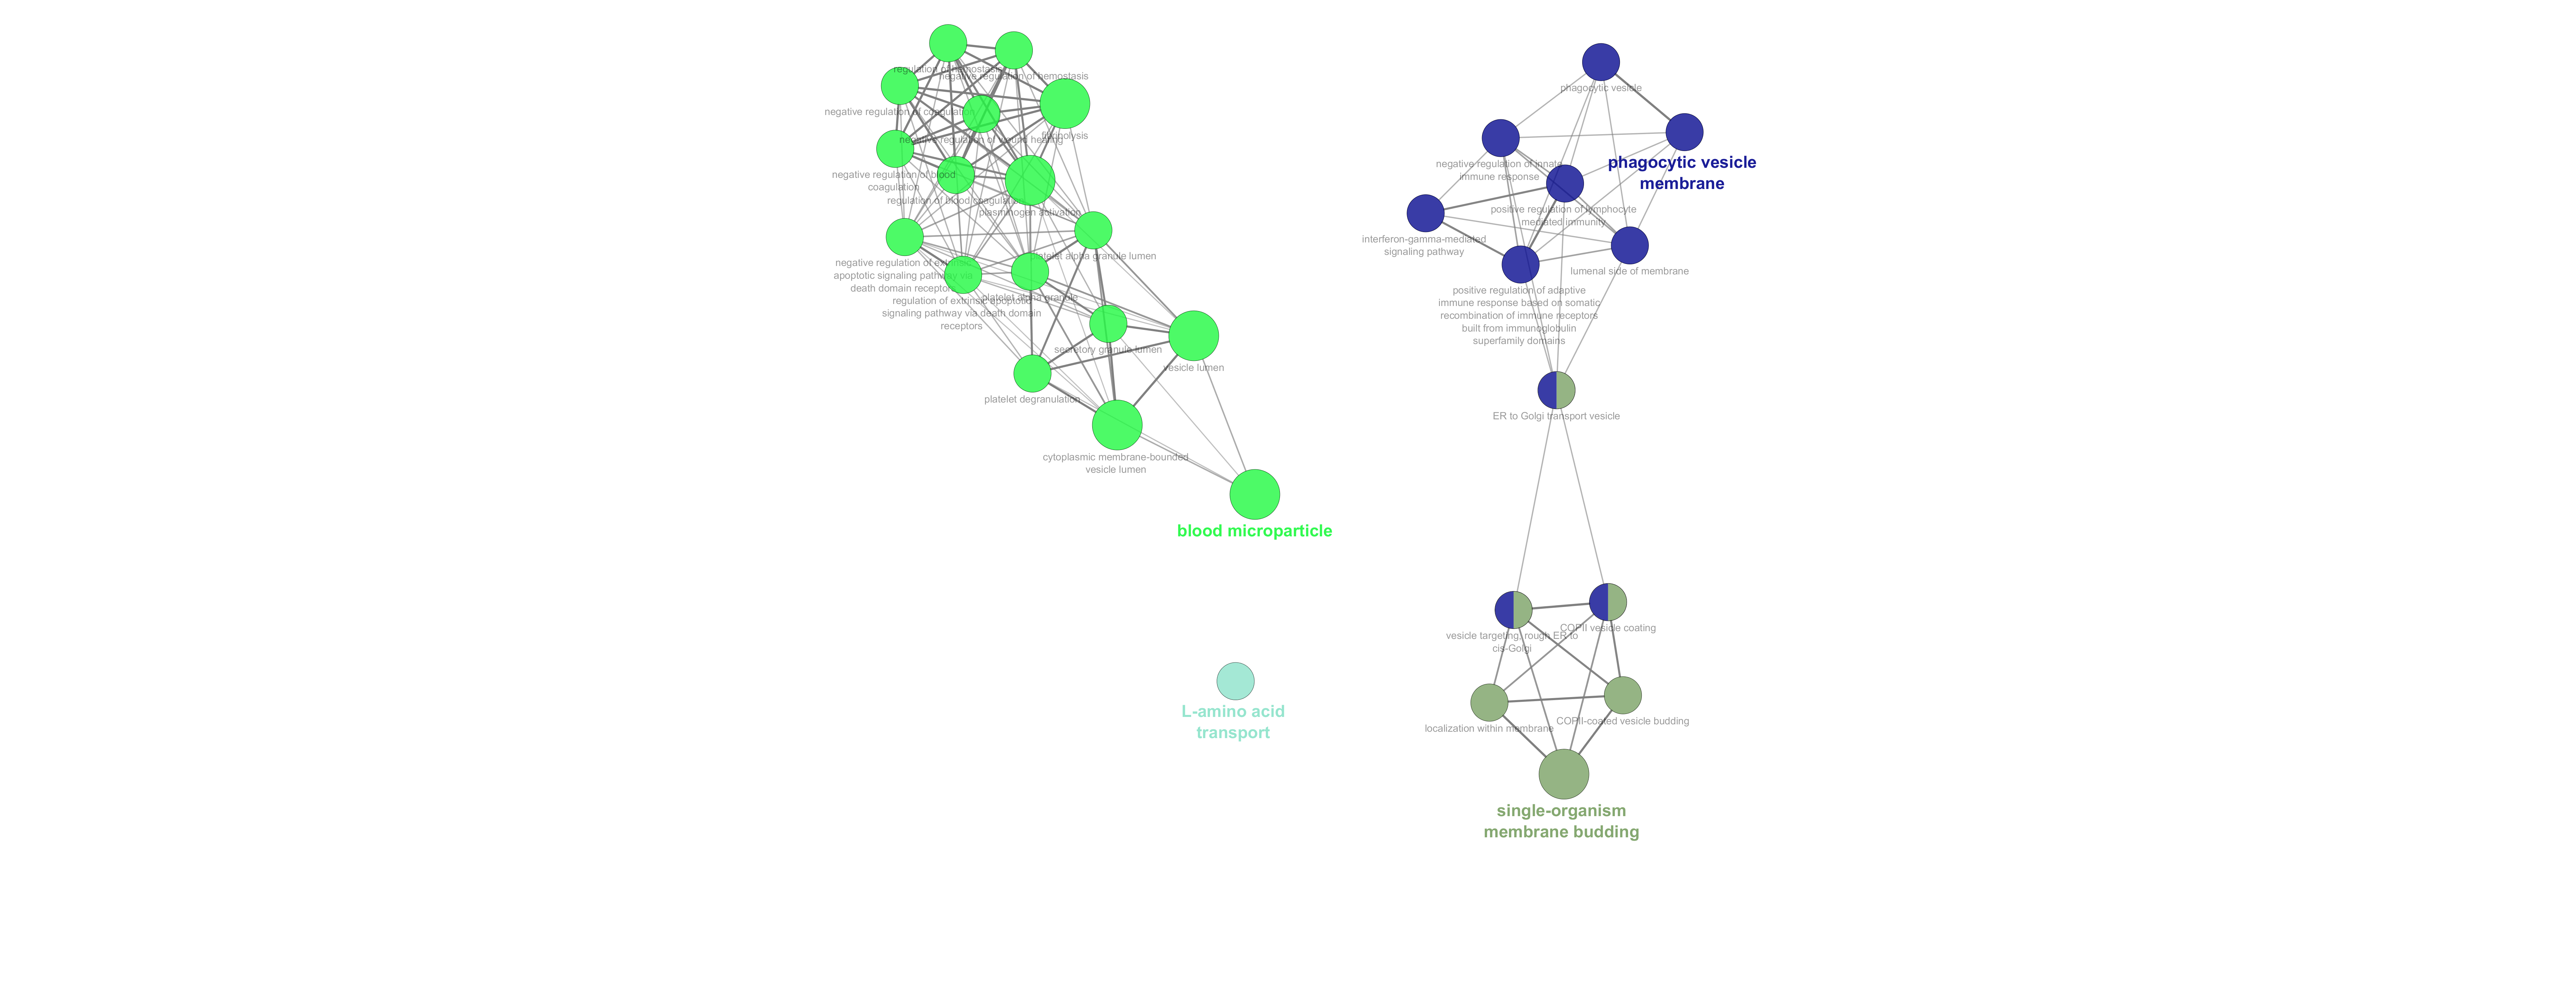 regulation of hemostasis
negative regulation of hemostasis
negative regulation of coagulation
fibrinolysis
negative regulation of wound healing
negative regulation of blood
coagulation
regulation of blood coagulation
plasminogen activation
platelet alpha granule lumen
negative regulation of extrinsic
apoptotic signaling pathway via
death domain receptors
platelet alpha granule
regulation of extrinsic apoptotic
signaling pathway via death domain
receptors
secretory granule lumen
vesicle lumen
platelet degranulation
cytoplasmic membrane-bounded
vesicle lumen
blood microparticle
L-amino acid
transport
phagocytic vesicle
phagocytic vesicle
membrane
negative regulation of innate
immune response
positive regulation of lymphocyte
mediated immunity
interferon-gamma-mediated
signaling pathway
lumenal side of membrane
positive regulation of adaptive
immune response based on somatic
recombination of immune receptors
built from immunoglobulin
superfamily domains
ER to Golgi transport vesicle
COPII vesicle coating
vesicle targeting, rough ER to
cis-Golgi
COPII-coated vesicle budding
localization within membrane
single-organism
membrane budding